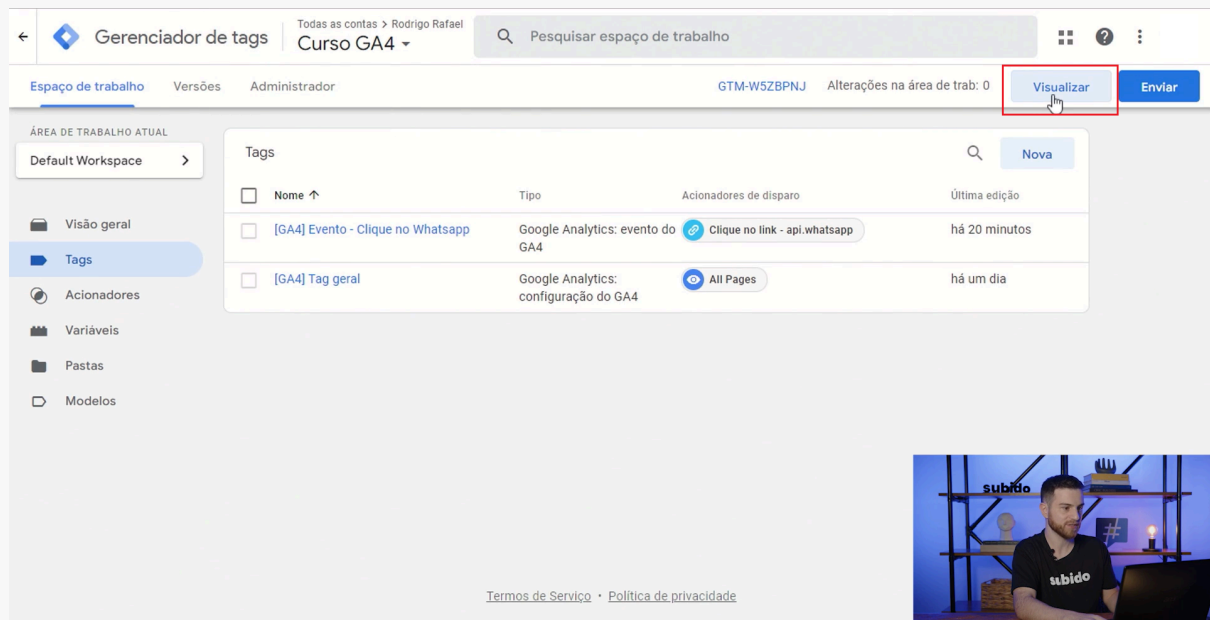 Gerenciador de tags
Todas as contas > Rodrigo Rafael
Curso GA4
Pesquisar espaço de trabalho
Espaço de trabalho
Versões
Administrador
GTM-W5ZBPNJ
Alterações na área de trab: 0
Visualizar
Enviar
ÁREA DE TRABALHO ATUAL
Default Workspace
Visão geral
Tags
Acionadores
Variáveis
Pastas
Modelos
Tags
Nova
Nome
Tipo
Acionadores de disparo
Última edição
[GA4] Evento - Clique no Whatsapp
Google Analytics: evento do
GA4
Clique no link - api.whatsapp
há 20 minutos
[GA4] Tag geral
Google Analytics:
configuração do GA4
All Pages
há um dia
subido
#
subido
Termos de Serviço · Política de privacidade